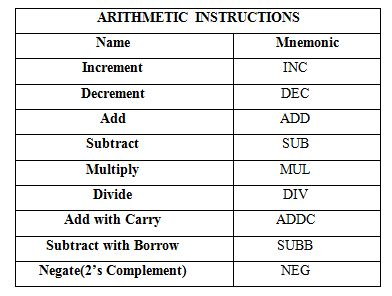 ARITHMETIC INSTRUCTIONS
Name Mnemonic
Increment INC
Decrement DEC
Add ADD
Subtract SUB
Multiply MUL
Divide DIV
Add with Carry ADDC
Subtract with Borrow SUBB
Negate(2’s Complement) NEG